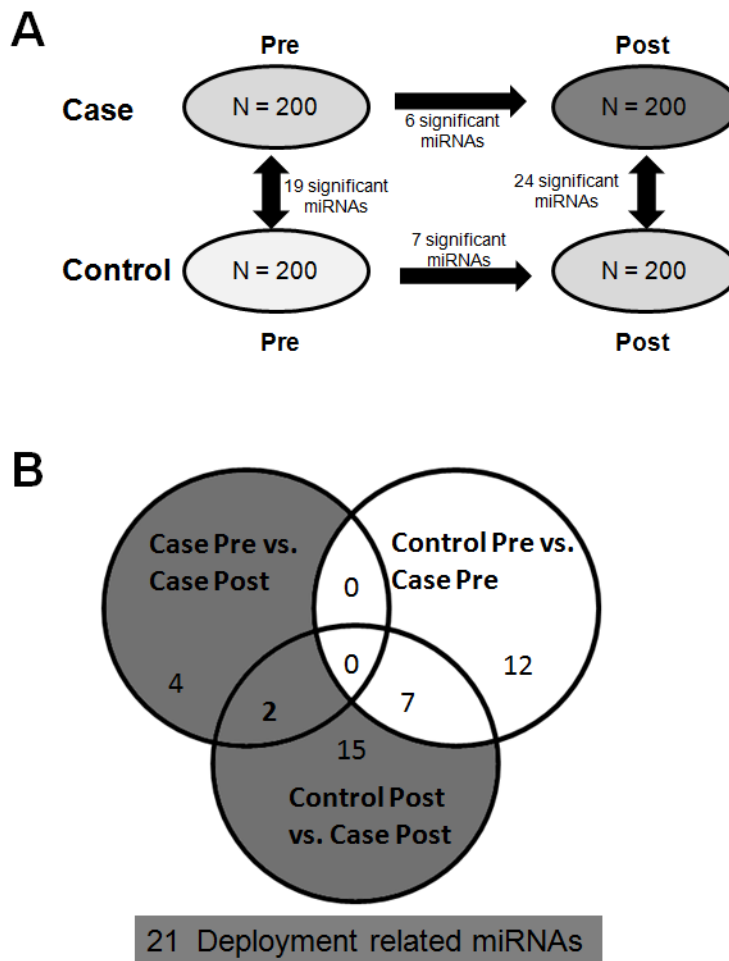 A
Pre
Post
Case
N = 200
6 significant
miRNAs
N = 200
19 significant
miRNAs
24 significant
miRNAs
Control
N = 200
7 significant
miRNAs
N = 200
Pre
Post
B
Case Pre vs.
Case Post
Control Pre vs.
Case Pre
0
4
0
12
2
7
15
Control Post
vs. Case Post
21 Deployment related miRNAs